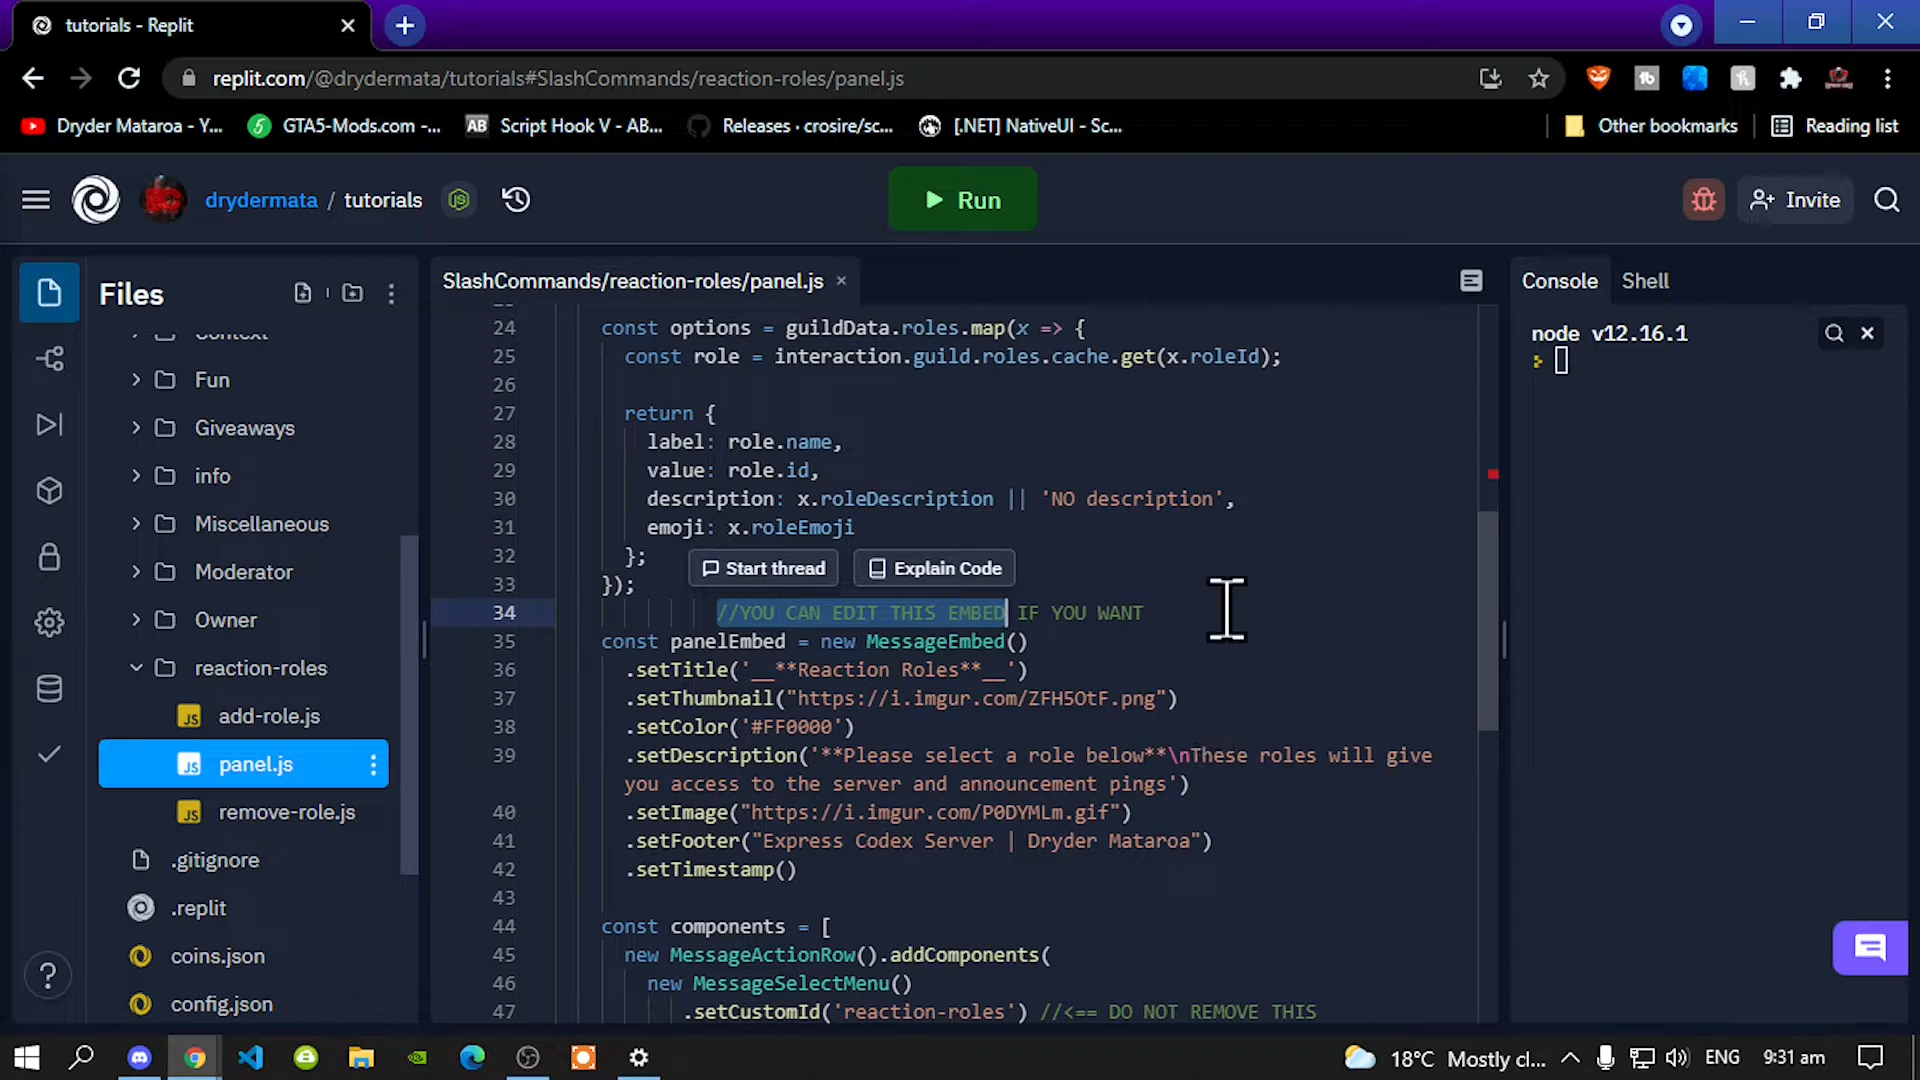 tutorials - Replit
replit.com/@drydermata/tutorials#SlashCommands/reaction-roles/panel.js
Dryder Mataroa - Y...
GTA5-Mods.com -...
AB
Script Hook V - AB...
Releases · crosire/sc...
[.NET] NativeUI - Sc...
Other bookmarks
Reading list
drydermata / tutorials
Run
Invite
Files
SlashCommands/reaction-roles/panel.js
Console
Shell
node v12.16.1
Context
Fun
Giveaways
info
Miscellaneous
Moderator
Owner
reaction-roles
JS add-role.js
JS panel.js
JS remove-role.js
.gitignore
.replit
coins.json
config.json
24 const options = guildData.roles.map(x => {
25 const role = interaction.guild.roles.cache.get(x.roleId);
26
27 return {
28 label: role.name,
29 value: role.id,
30 description: x.roleDescription || 'NO description',
31 emoji: x.roleEmoji
32 };
Start thread
Explain Code
33 });
34 //YOU CAN EDIT THIS EMBED IF YOU WANT
35 const panelEmbed = new MessageEmbed()
36 .setTitle('__**Reaction Roles**__')
37 .setThumbnail("https://i.imgur.com/ZFH5OtF.png")
38 .setColor('#FF0000')
39 .setDescription('**Please select a role below**\nThese roles will give
you access to the server and announcement pings')
40 .setImage("https://i.imgur.com/P0DYMLm.gif")
41 .setFooter("Express Codex Server | Dryder Mataroa")
42 .setTimestamp()
43
44 const components = [
45 new MessageActionRow().addComponents(
46 new MessageSelectMenu()
47 .setCustomId('reaction-roles') //<== DO NOT REMOVE THIS
18°C Mostly cl...
ENG
9:31 am